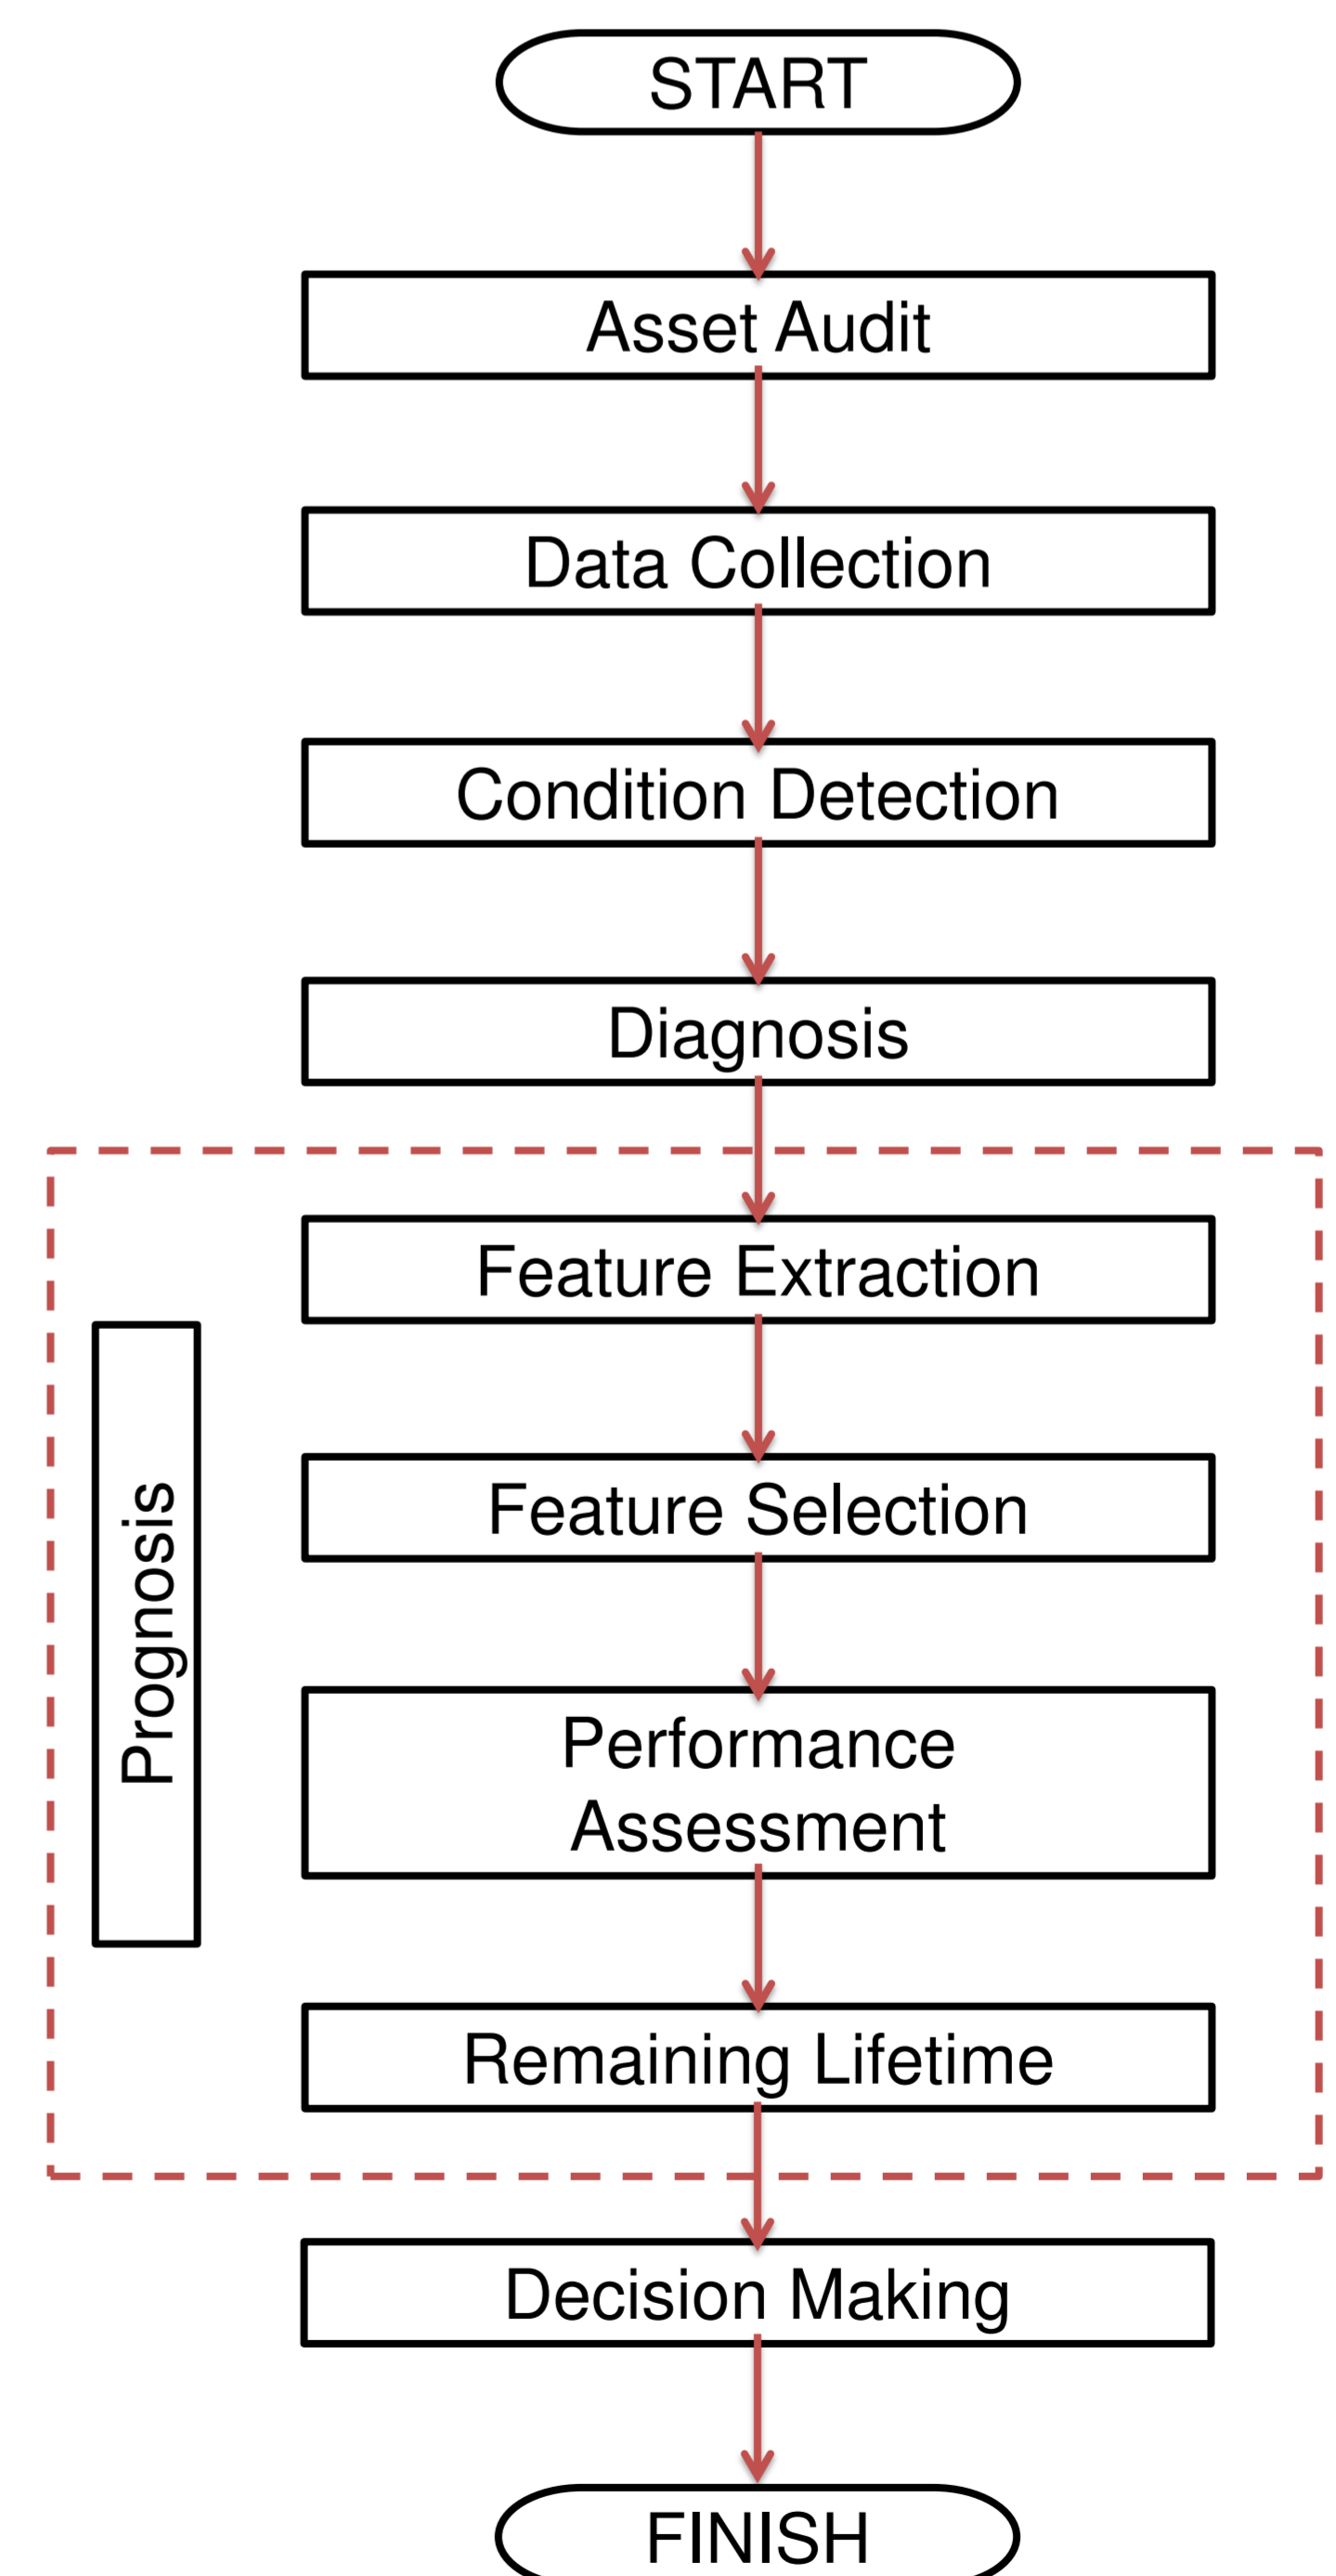 START
Asset Audit
Data Collection
Condition Detection
Diagnosis
Feature Extraction
Feature Selection
Prognosis
Performance
Assessment
Remaining Lifetime
Decision Making
FINISH